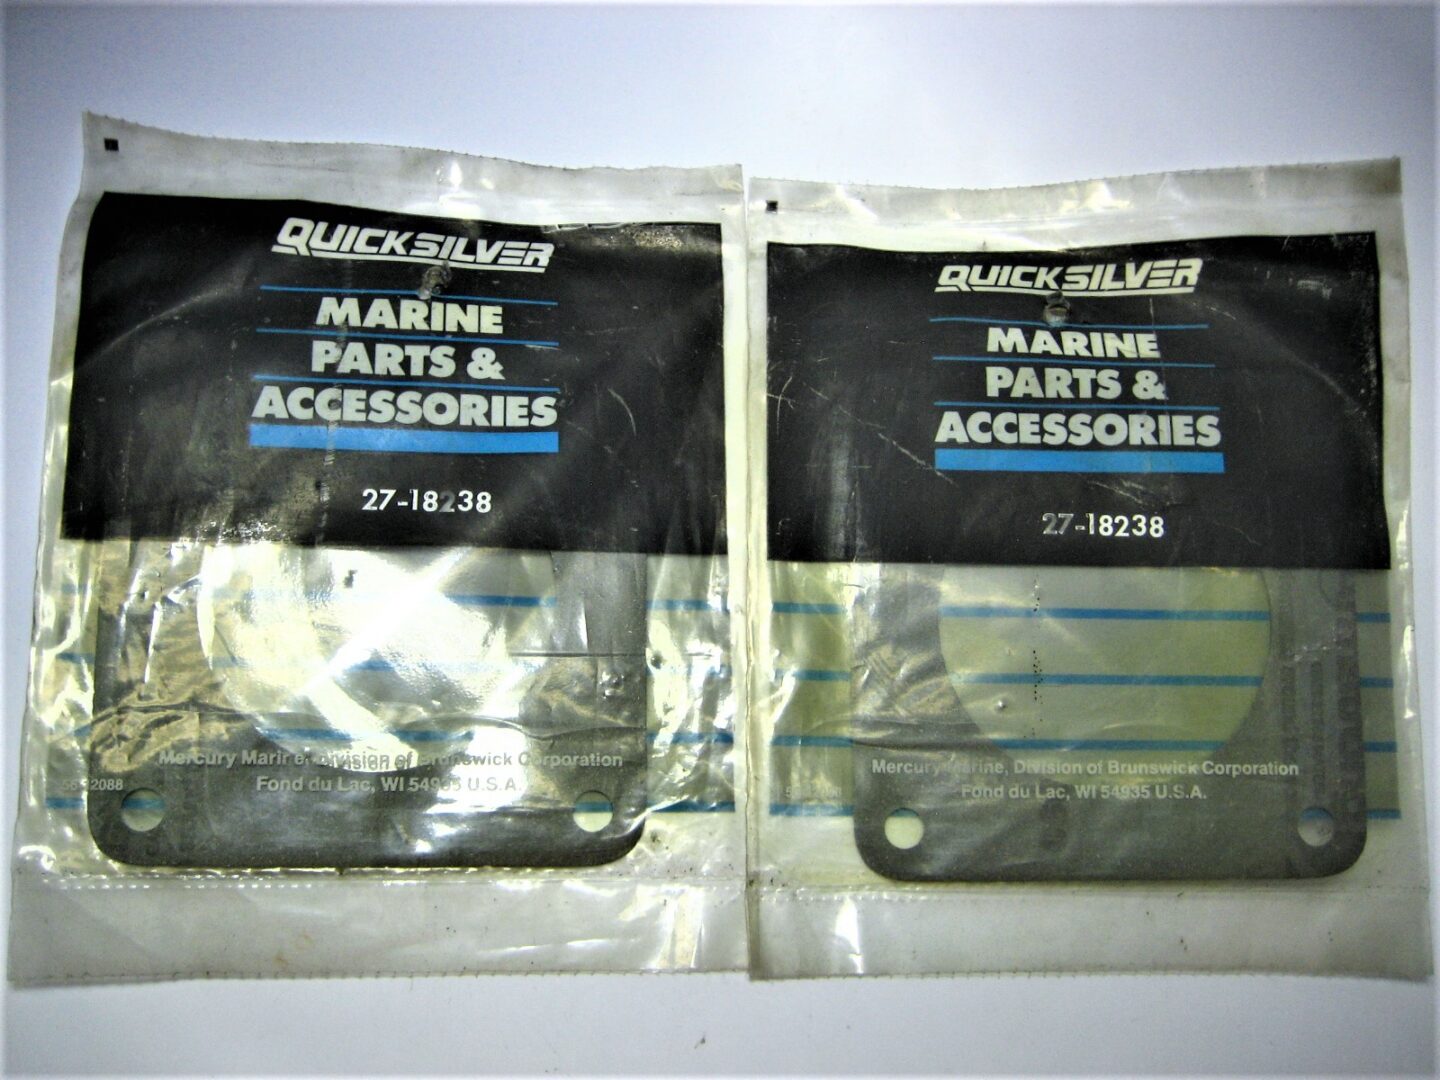 QUICKSILVER
MARINE
PARTS &
ACCESSORIES
27-18238
Mercury Marine, Division of Brunswick Corporation
Fond du Lac, WI 54935 U.S.A.
QUICKSILVER
MARINE
PARTS &
ACCESSORIES
27-18238
Mercury Marine, Division of Brunswick Corporation
Fond du Lac, WI 54935 U.S.A.